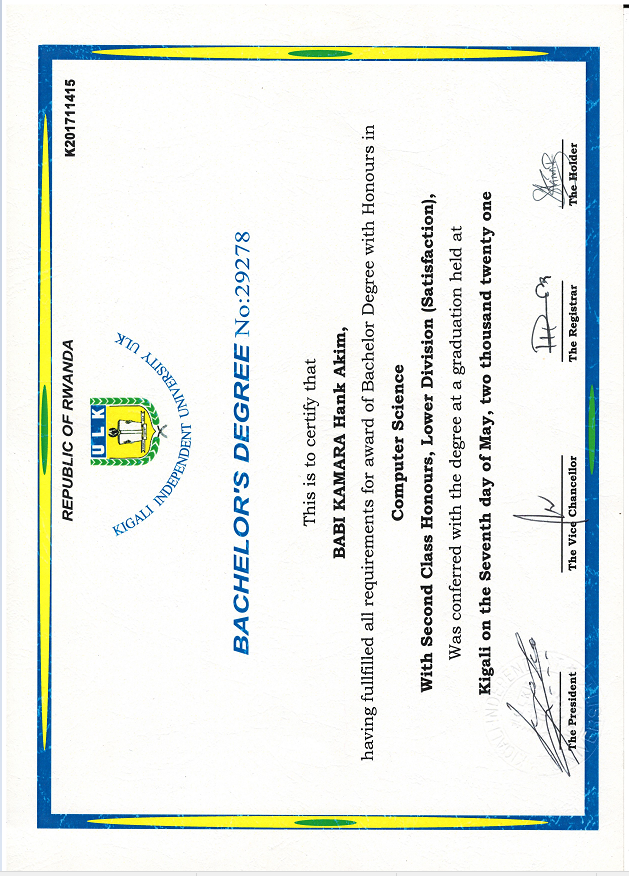 K201711415
REPUBLIC OF RWANDA
ULK
KIGALI INDEPENDENT UNIVERSITY ULK
BACHELOR'S DEGREE No:29278
This is to certify that
BABI KAMARA Hank Akim,
having fullfilled all requirements for award of Bachelor Degree with Honours in
Computer Science
With Second Class Honours, Lower Division (Satisfaction),
Was conferred with the degree at a graduation held at
Kigali on the Seventh day of May, two thousand twenty one
The President The Vice Chancellor The Registrar The Holder